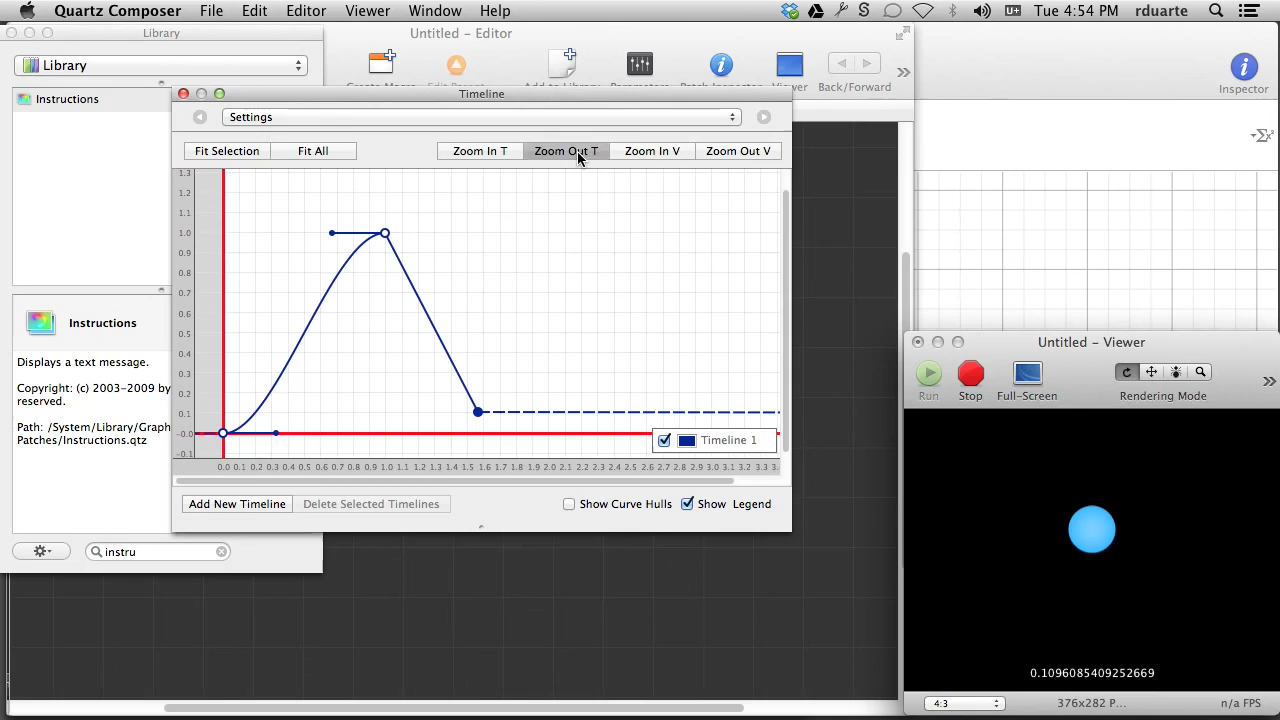 Quartz Composer File Edit Editor Viewer Window Help Tue 4:54 PM rduarte
Library
Untitled – Editor
Library
Inspector
Back/Forward
Instructions
Timeline
Settings
Fit Selection Fit All Zoom In T Zoom Out T Zoom In V Zoom Out V
1.3
1.2
1.1
1.0
0.9
0.8
0.7
0.6
0.5
0.4
0.3
0.2
0.1
-0.0
-0.1
Timeline 1
0.0 0.1 0.2 0.3 0.4 0.5 0.6 0.7 0.8 0.9 1.0 1.1 1.2 1.3 1.4 1.5 1.6 1.7 1.8 1.9 2.0 2.1 2.2 2.3 2.4 2.5 2.6 2.7 2.8 2.9 3.0 3.1 3.2 3.3 3.
Add New Timeline Delete Selected Timelines Show Curve Hulls Show Legend
Instructions
Displays a text message.
Copyright: (c) 2003-2009 by
reserved.
Path: /System/Library/Graph
Patches/Instructions.qtz
instru
Untitled – Viewer
Run Stop Full-Screen Rendering Mode
0.1096085409252669
4:3 376x282 P... n/a FPS